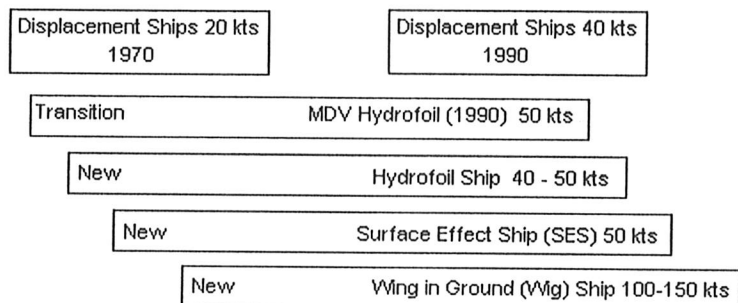 Displacement Ships 20 kts
1970
Displacement Ships 40 kts
1990
Transition MDV Hydrofoil (1990) 50 kts
New Hydrofoil Ship 40 - 50 kts
New Surface Effect Ship (SES) 50 kts
New Wing in Ground (Wig) Ship 100-150 kts